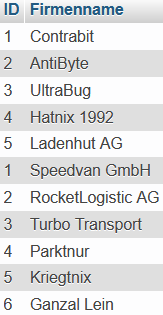 ID Firmenname
1 Contrabit
2 AntiByte
3 UltraBug
4 Hatnix 1992
5 Ladenhut AG
1 Speedvan GmbH
2 RocketLogistic AG
3 Turbo Transport
4 Parktnur
5 Kriegtnix
6 Ganzal Lein